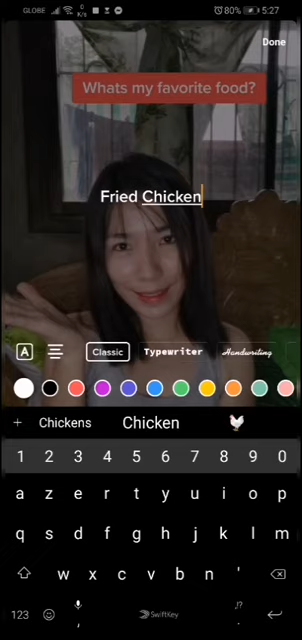 GLOBE 0 K/s 80% 5:27
Done
Whats my favorite food?
Fried Chicken
A Classic Typewriter Handwriting
+ Chickens Chicken
1 2 3 4 5 6 7 8 9 0
a z e r t y u i o p
q s d f g h j k l m
w x c v b n '
123 , SwiftKey .!?